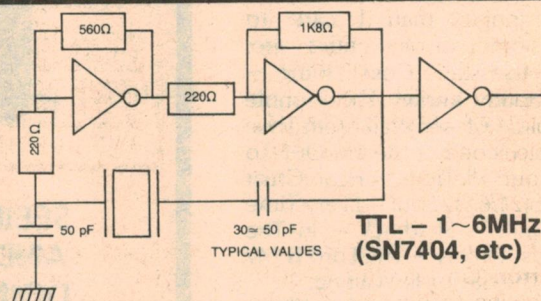 560Ω
1K8Ω
220Ω
220Ω
50 pF
30≃50 pF
TYPICAL VALUES
TTL – 1~6MHz
(SN7404, etc)